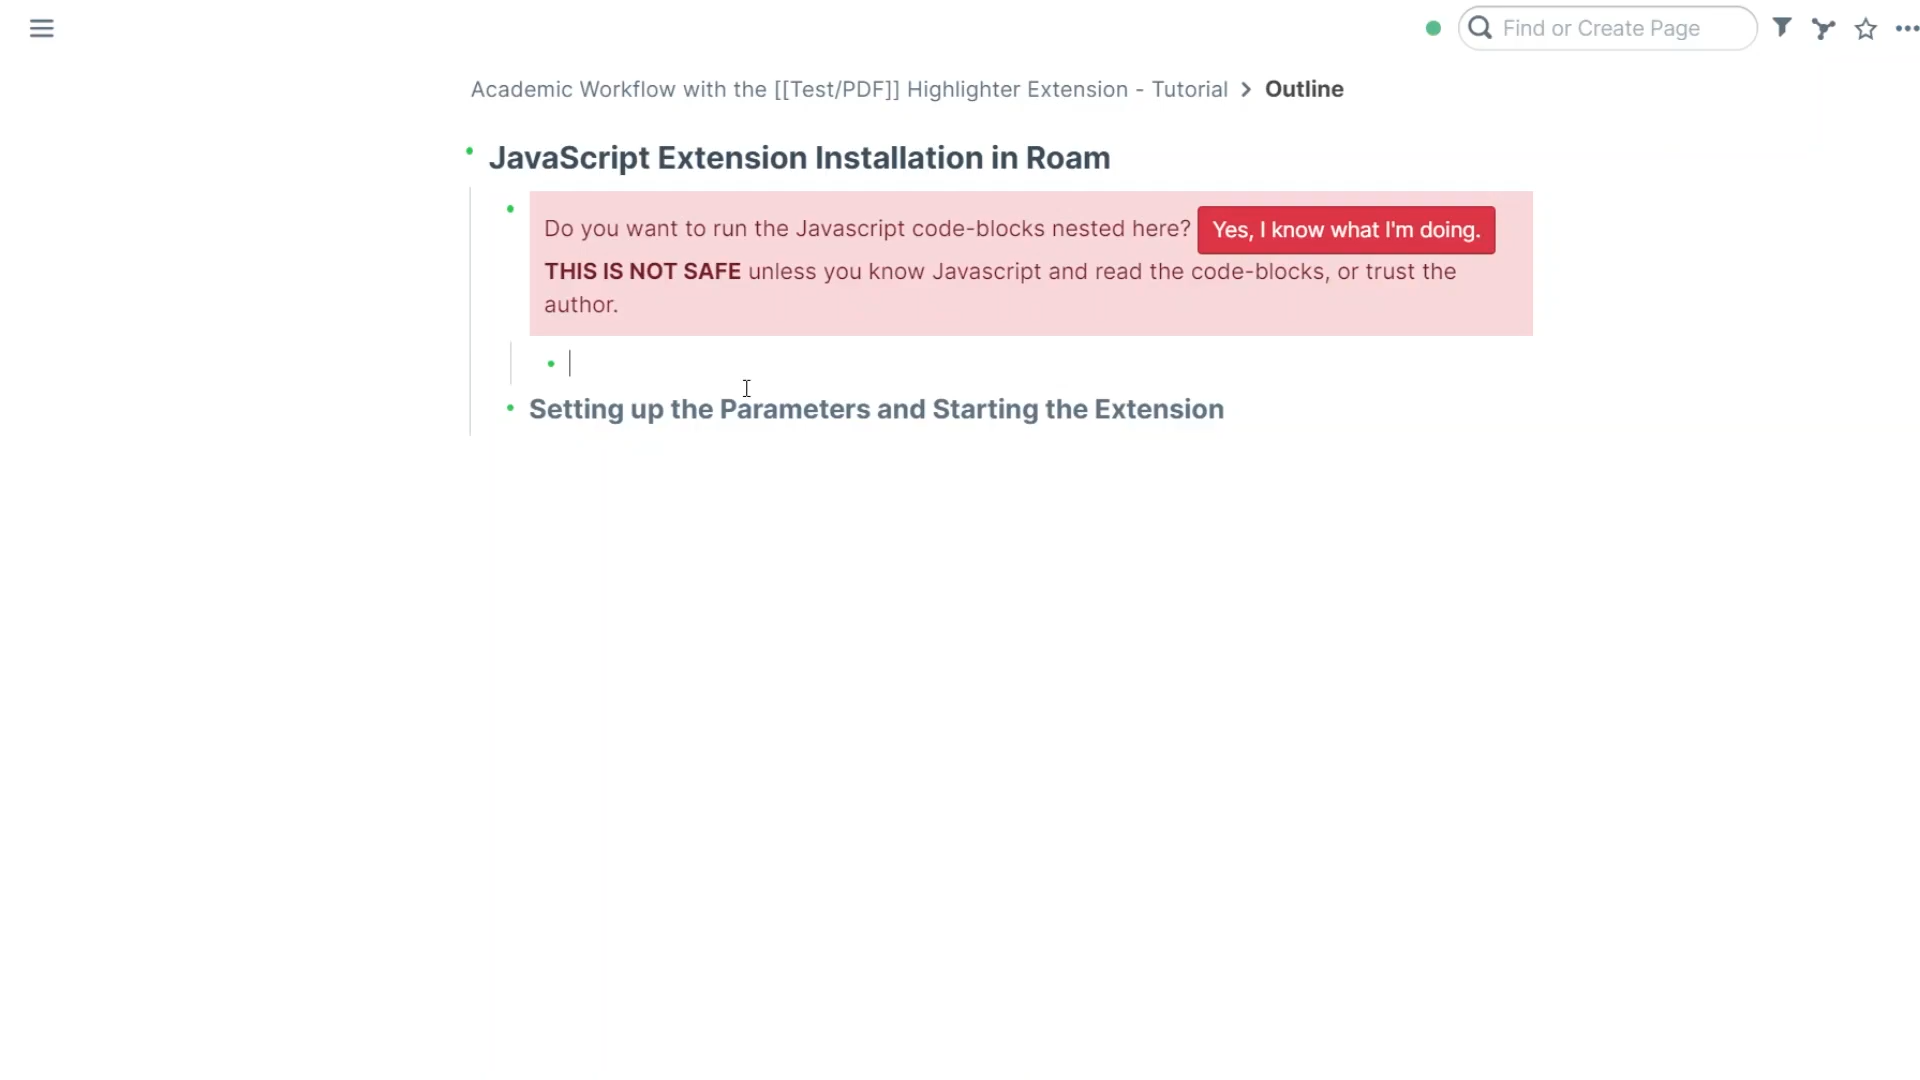 Find or Create Page
Academic Workflow with the [[Test/PDF]] Highlighter Extension - Tutorial > Outline
JavaScript Extension Installation in Roam
Do you want to run the Javascript code-blocks nested here? Yes, I know what I'm doing.
THIS IS NOT SAFE unless you know Javascript and read the code-blocks, or trust the
author.
Setting up the Parameters and Starting the Extension